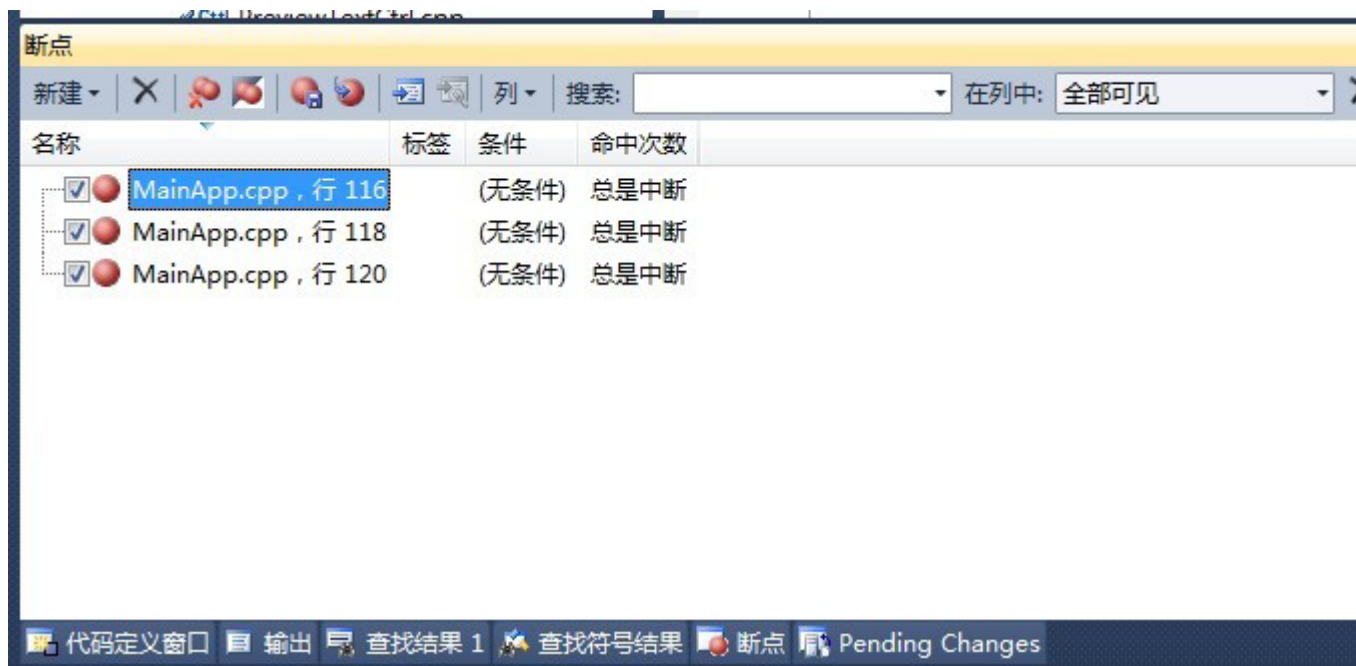 PreviewTextCtrl.cpp
断点
新建 列 搜索: 在列中: 全部可见
名称 标签 条件 命中次数
MainApp.cpp，行 116 (无条件) 总是中断
MainApp.cpp，行 118 (无条件) 总是中断
MainApp.cpp，行 120 (无条件) 总是中断
代码定义窗口 输出 查找结果 1 查找符号结果 断点 Pending Changes